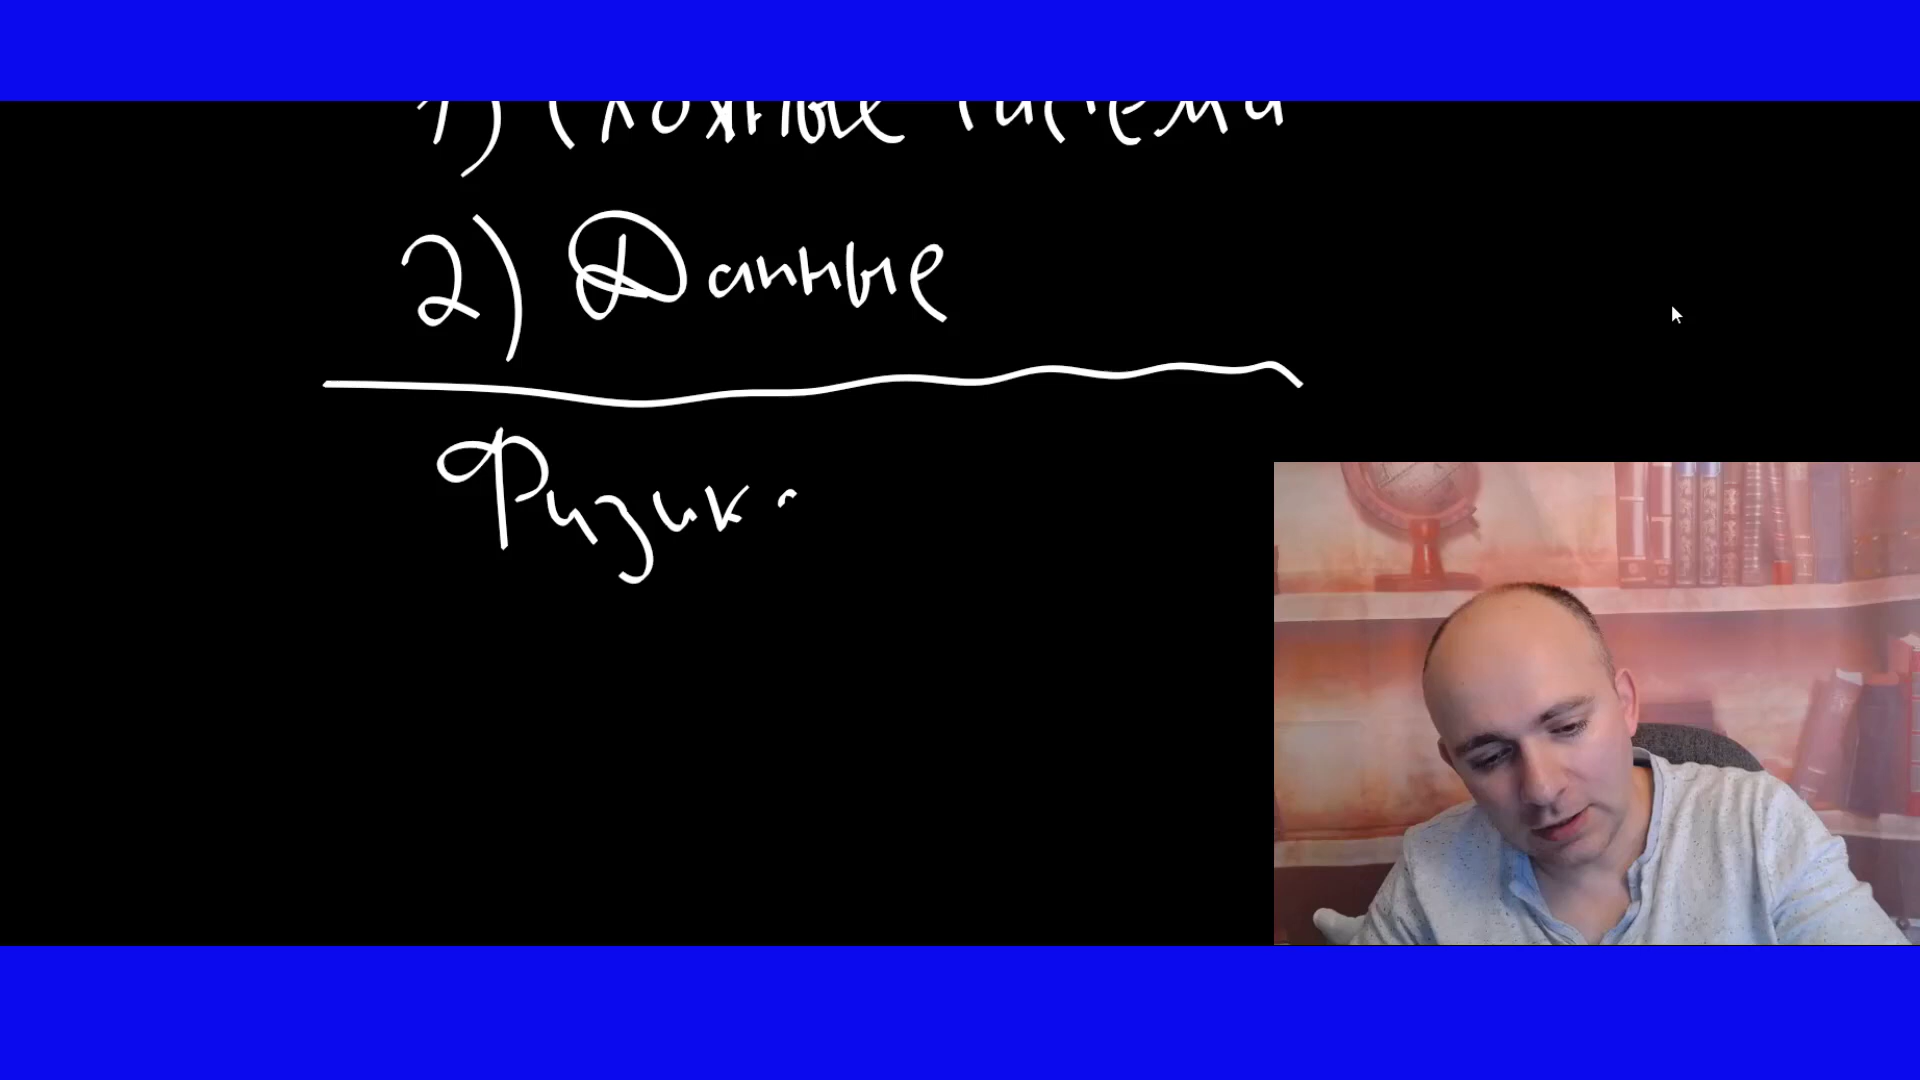 1) Сложные системы
2) Данные
Физик